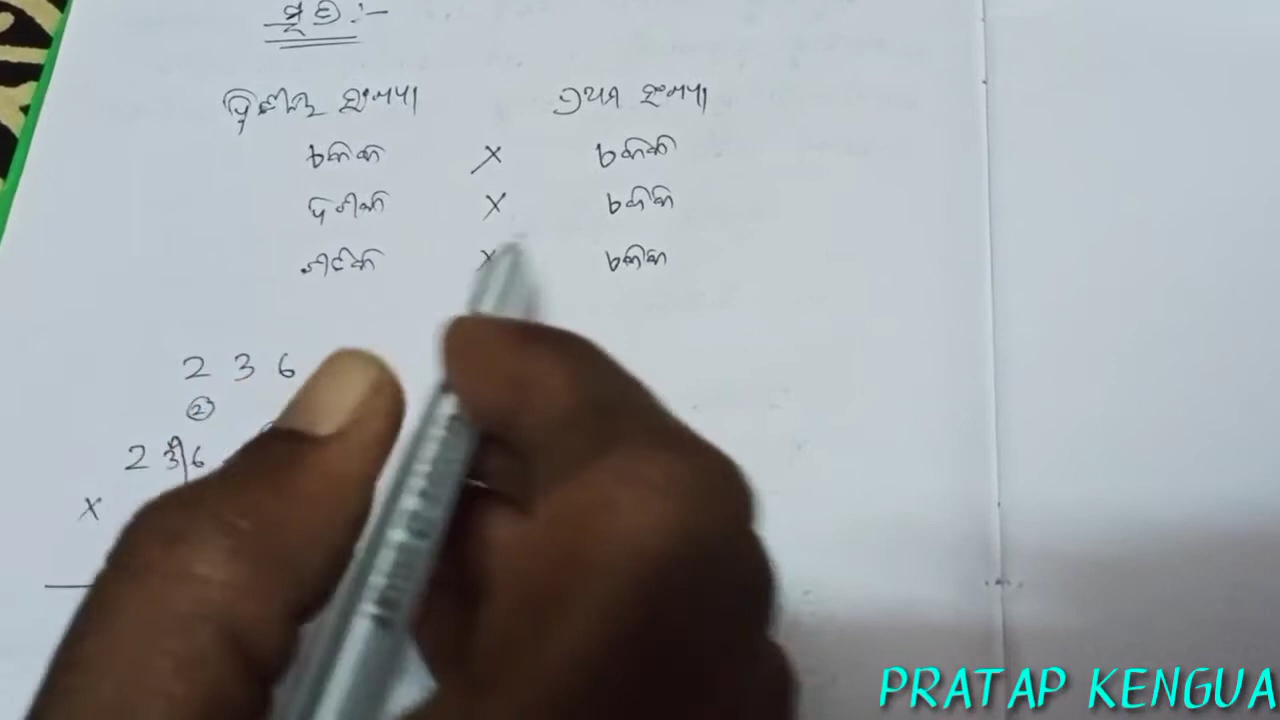 ସୂତ୍ର :-
ଦ୍ୱିତୀୟ ସଂଖ୍ୟା ପ୍ରଥମ ସଂଖ୍ୟା
ଏକକ × ଏକକ
ଦଶକ × ଏକକ
ଶତକ × ଏକକ
2 3 6
2
2 3 6
×
PRATAP KENGUA